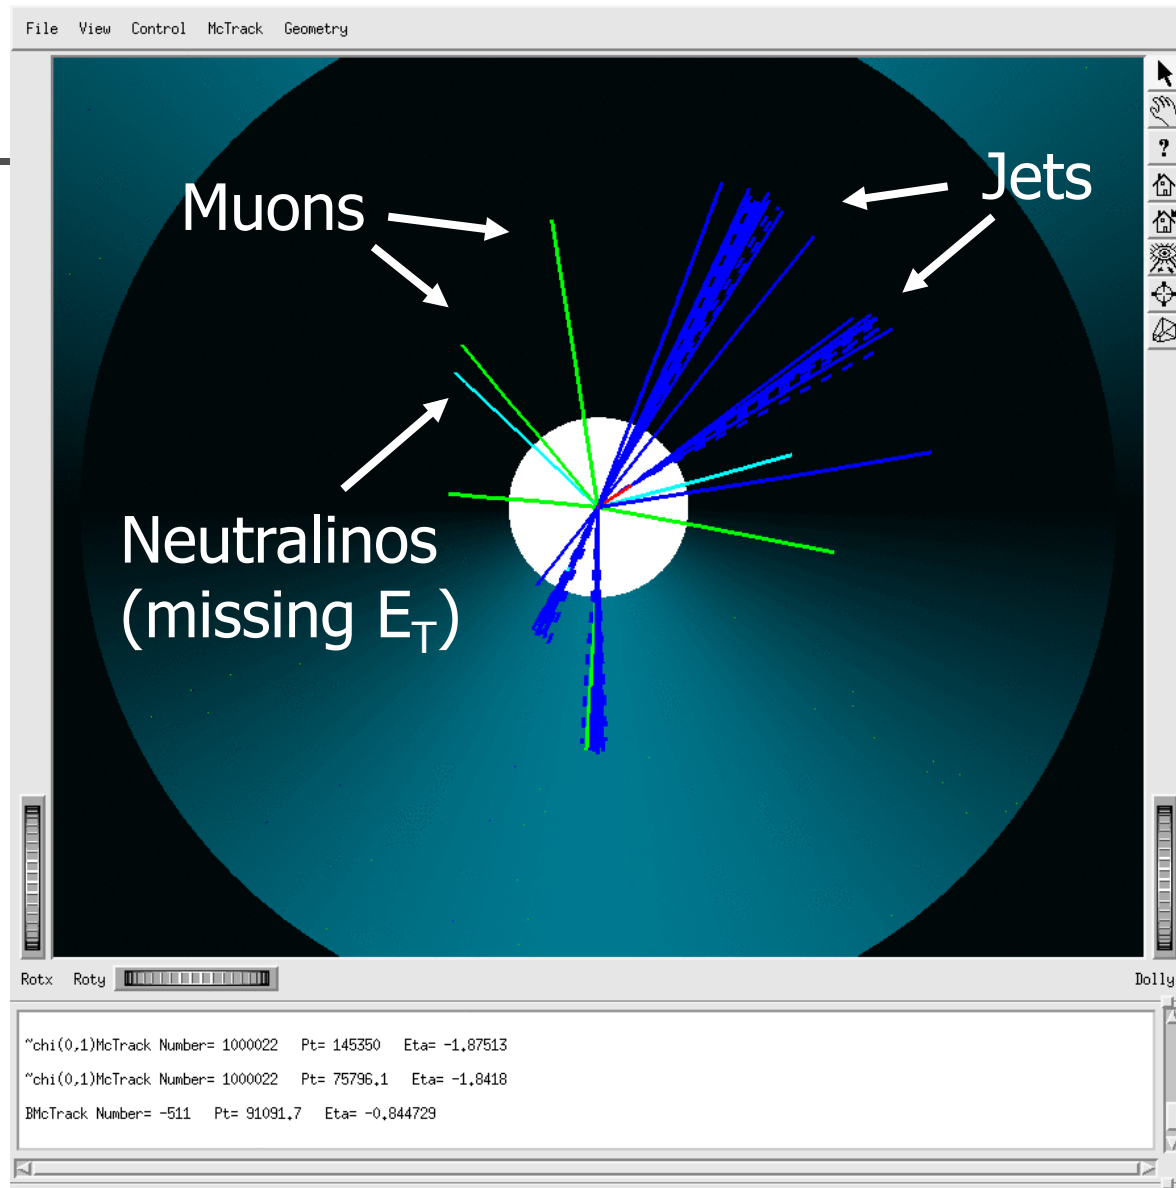 File View Control McTrack Geometry
Jets
Muons
?
Neutralinos
(missing E_T)
Rotx Roty
Dolly
~chi(0,1)McTrack Number= 1000022 Pt= 145350 Eta= -1.87513
~chi(0,1)McTrack Number= 1000022 Pt= 75796.1 Eta= -1.8418
BMcTrack Number= -511 Pt= 91091.7 Eta= -0.844729